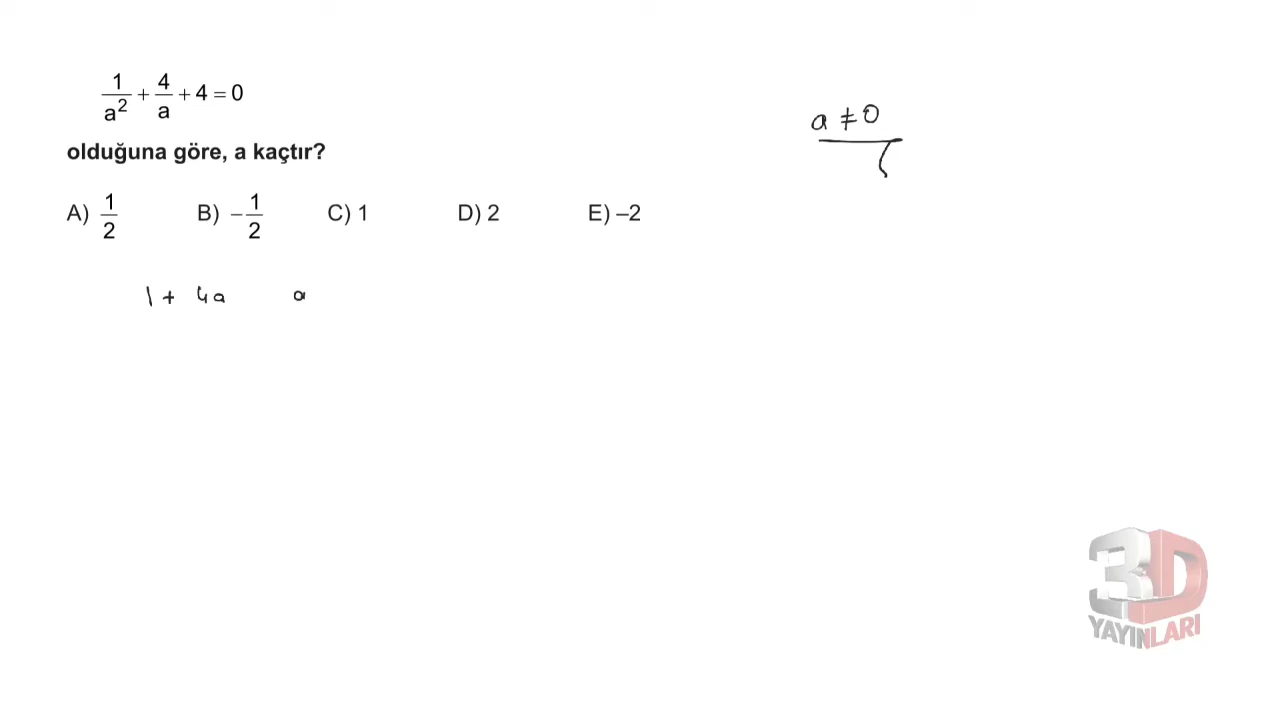 1/a² + 4/a + 4 = 0
a ≠ 0
olduğuna göre, a kaçtır?
A) 1/2 B) −1/2 C) 1 D) 2 E) –2
1 + 4a a
3D
YAYINLARI